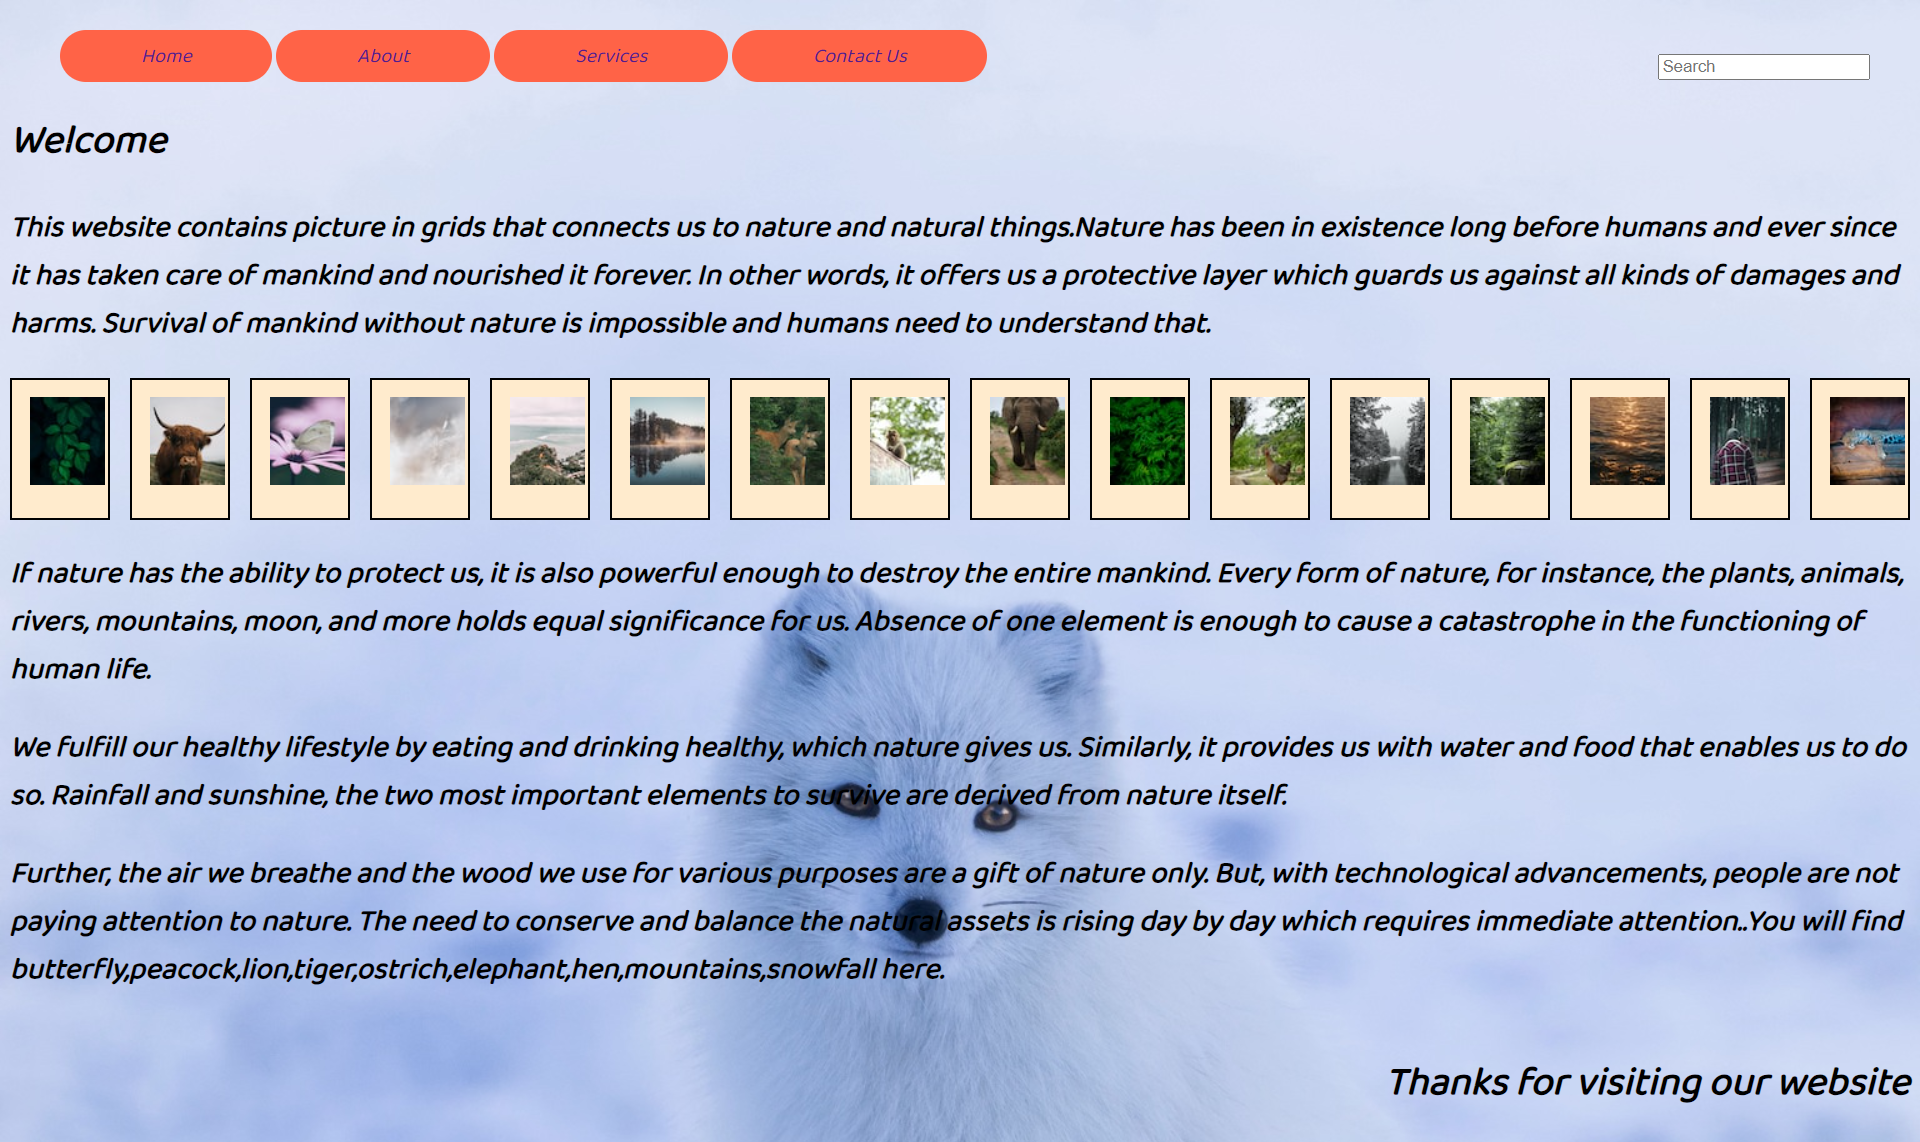 Home About Services Contact Us Search
Welcome
This website contains picture in grids that connects us to nature and natural things.Nature has been in existence long before humans and ever since
it has taken care of mankind and nourished it forever. In other words, it offers us a protective layer which guards us against all kinds of damages and
harms. Survival of mankind without nature is impossible and humans need to understand that.
If nature has the ability to protect us, it is also powerful enough to destroy the entire mankind. Every form of nature, for instance, the plants, animals,
rivers, mountains, moon, and more holds equal significance for us. Absence of one element is enough to cause a catastrophe in the functioning of
human life.
We fulfill our healthy lifestyle by eating and drinking healthy, which nature gives us. Similarly, it provides us with water and food that enables us to do
so. Rainfall and sunshine, the two most important elements to survive are derived from nature itself.
Further, the air we breathe and the wood we use for various purposes are a gift of nature only. But, with technological advancements, people are not
paying attention to nature. The need to conserve and balance the natural assets is rising day by day which requires immediate attention..You will find
butterfly,peacock,lion,tiger,ostrich,elephant,hen,mountains,snowfall here.
Thanks for visiting our website